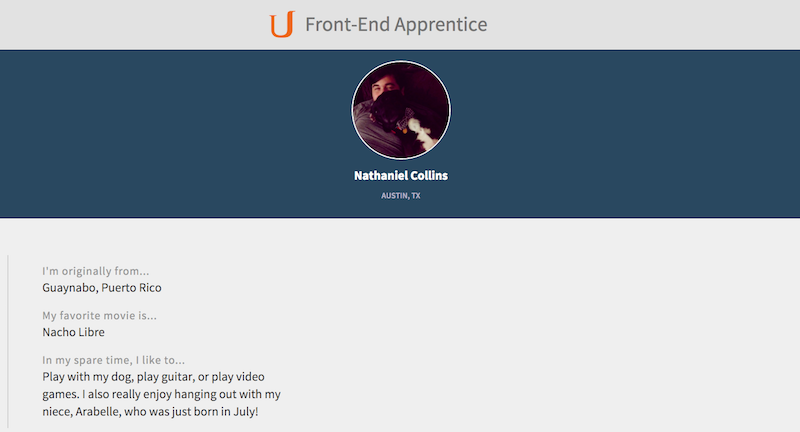 U Front-End Apprentice
Nathaniel Collins
AUSTIN, TX
I'm originally from...
Guaynabo, Puerto Rico
My favorite movie is...
Nacho Libre
In my spare time, I like to...
Play with my dog, play guitar, or play video
games. I also really enjoy hanging out with my
niece, Arabelle, who was just born in July!